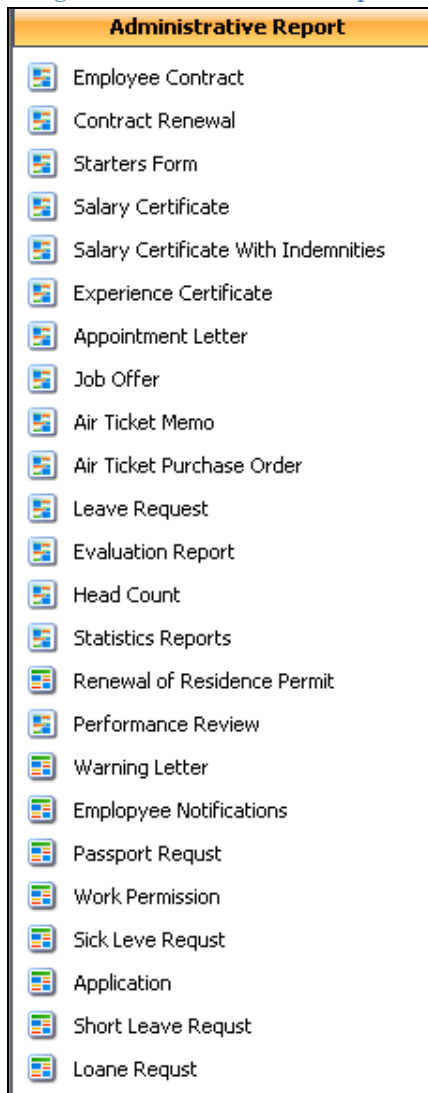 Administrative Report
Employee Contract
Contract Renewal
Starters Form
Salary Certificate
Salary Certificate With Indemnities
Experience Certificate
Appointment Letter
Job Offer
Air Ticket Memo
Air Ticket Purchase Order
Leave Request
Evaluation Report
Head Count
Statistics Reports
Renewal of Residence Permit
Performance Review
Warning Letter
Emplopyee Notifications
Passport Requst
Work Permission
Sick Leve Requst
Application
Short Leave Requst
Loane Requst